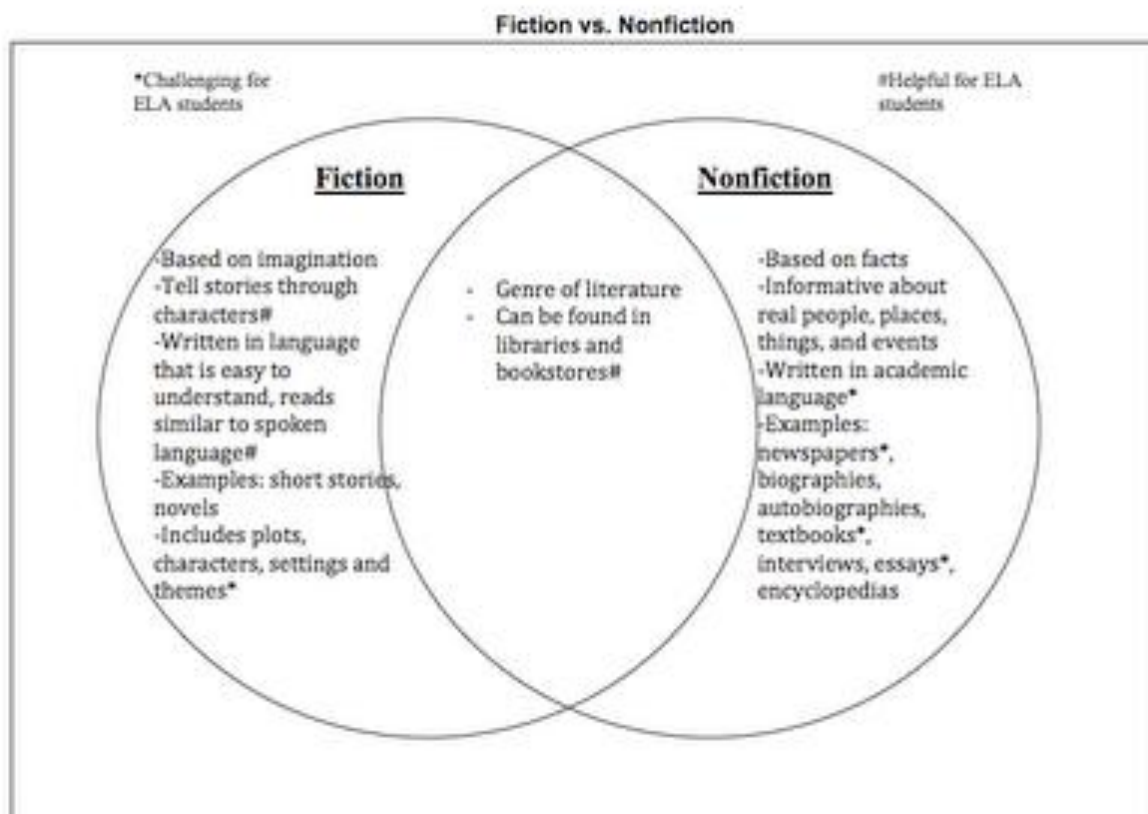 Fiction vs. Nonfiction
*Challenging for
ELA students
#Helpful for ELA
students
Fiction
-Based on imagination
-Tell stories through
characters#
-Written in language
that is easy to
understand, reads
similar to spoken
language#
-Examples: short stories,
novels
-Includes plots,
characters, settings and
themes*
- Genre of literature
- Can be found in
libraries and
bookstores#
Nonfiction
-Based on facts
-Informative about
real people, places,
things, and events
-Written in academic
language*
-Examples:
newspapers*,
biographies,
autobiographies,
textbooks*,
interviews, essays*,
encyclopedias